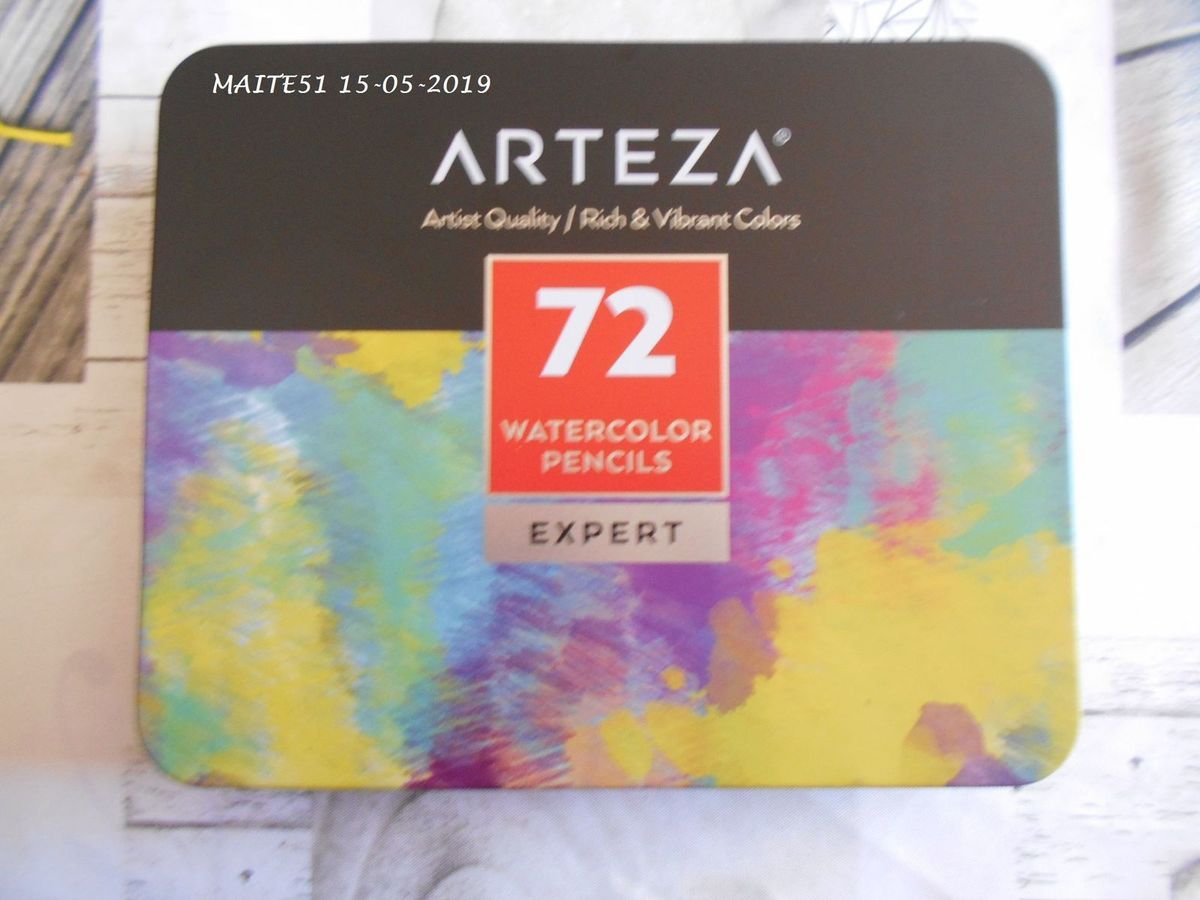 MAITE51 15-05-2019
ARTEZA®
Artist Quality / Rich & Vibrant Colors
72
WATERCOLOR
PENCILS
EXPERT